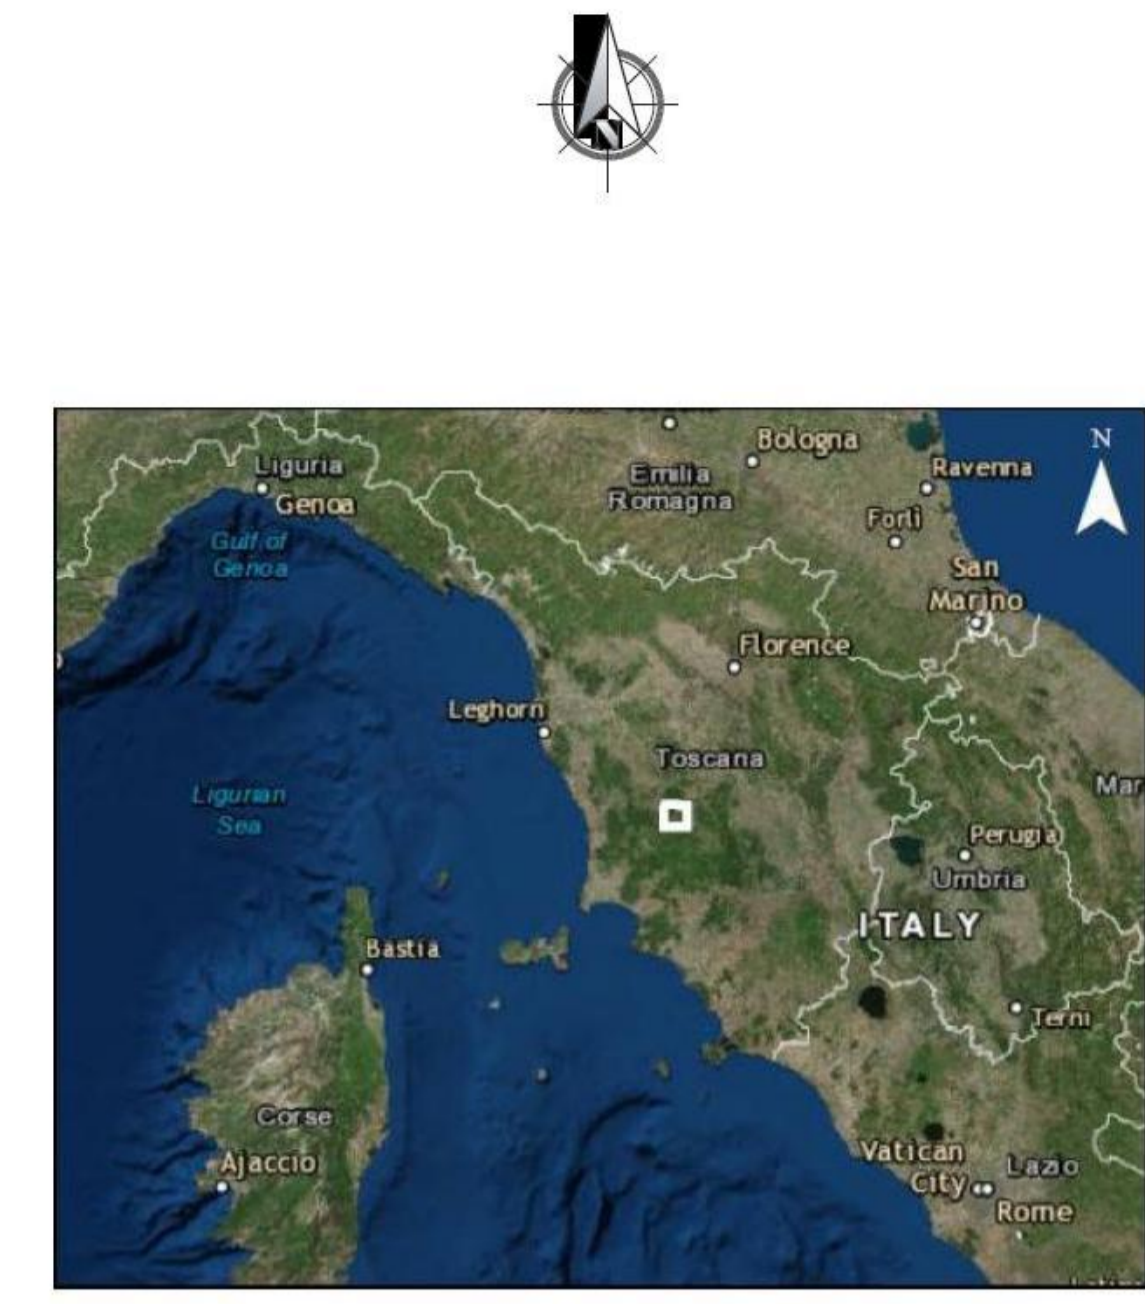 N
N
Bologna
Liguria
Emilia
Romagna
Ravenna
Genoa
Forlì
Gulf of
Genoa
San
Marino
Florence
Leghorn
Toscana
Ligurian
Sea
Mar
Perugia
Umbria
ITALY
Bastia
Terni
Corse
Ajaccio
Vatican
City
Lazio
Rome